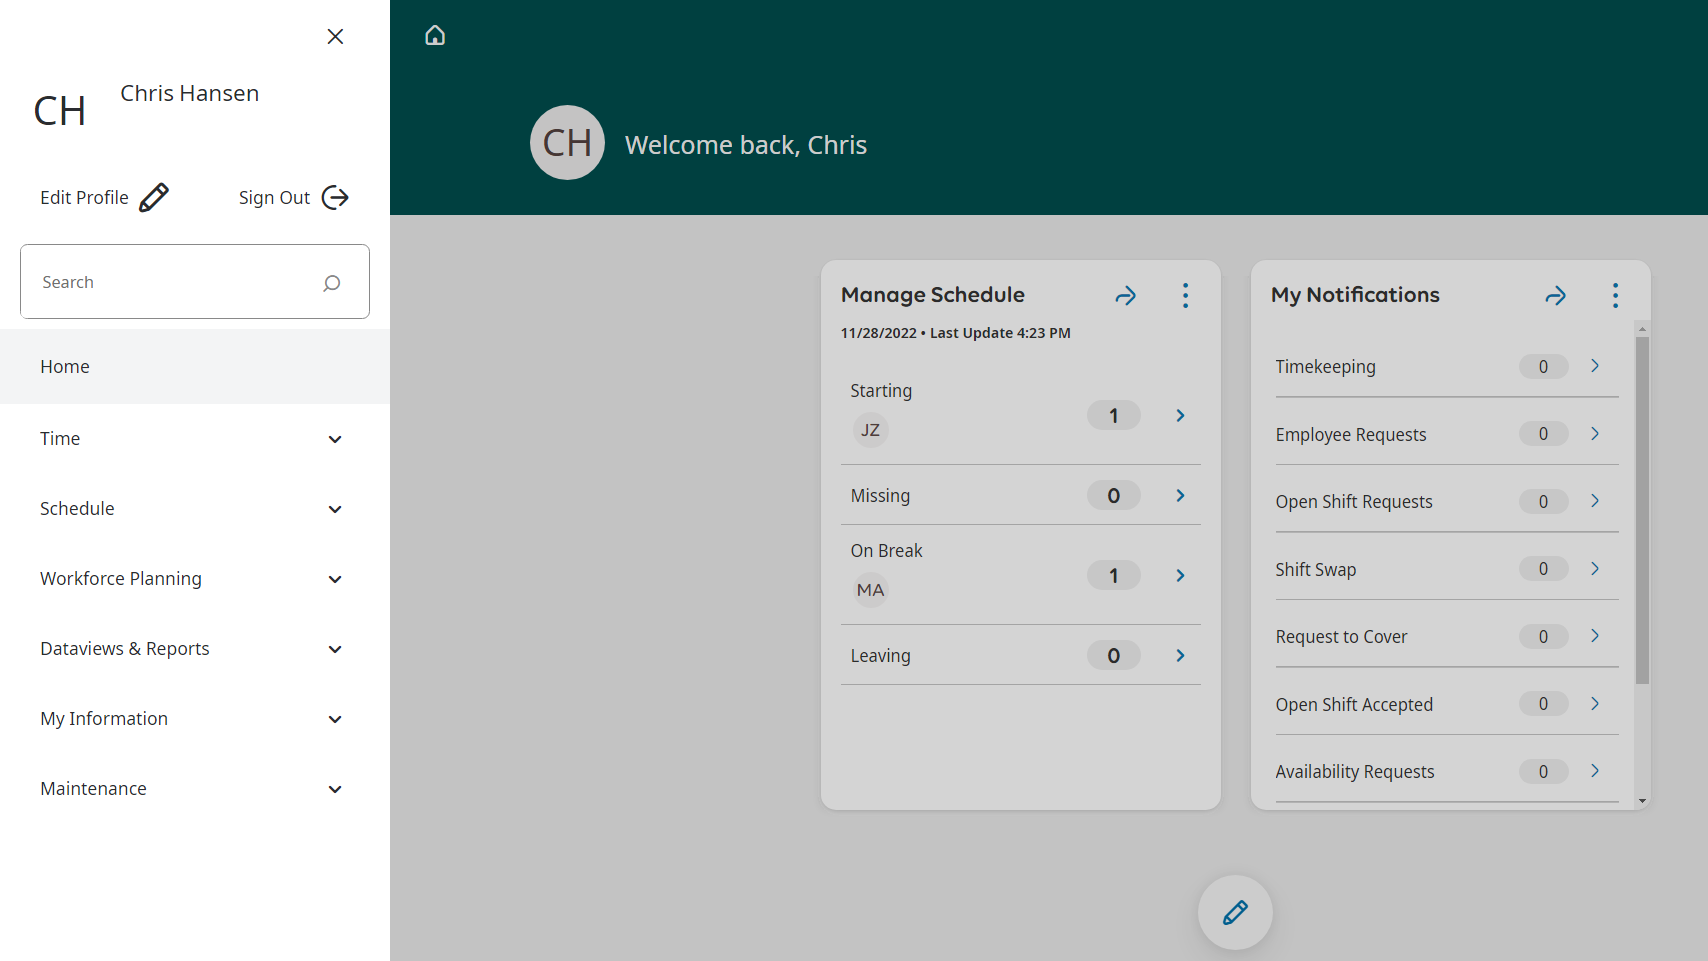 CH
Chris Hansen
Edit Profile
Sign Out
Search
Home
Time
Schedule
Workforce Planning
Dataviews & Reports
My Information
Maintenance
CH
Welcome back, Chris
Manage Schedule
11/28/2022 • Last Update 4:23 PM
Starting
JZ
1
Missing
0
On Break
MA
1
Leaving
0
My Notifications
Timekeeping
0
Employee Requests
0
Open Shift Requests
0
Shift Swap
0
Request to Cover
0
Open Shift Accepted
0
Availability Requests
0